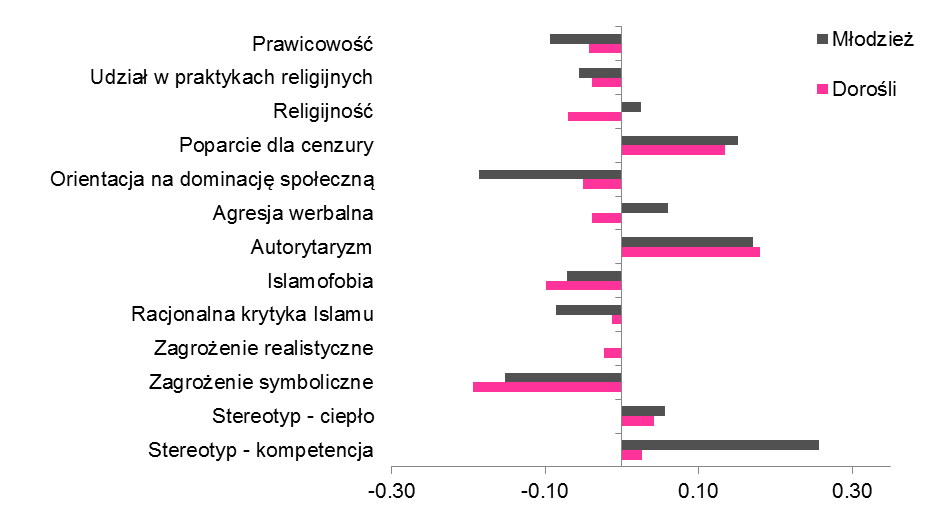 Prawicowość
Udział w praktykach religijnych
Religijność
Poparcie dla cenzury
Orientacja na dominację społeczną
Agresja werbalna
Autorytaryzm
Islamofobia
Racjonalna krytyka Islamu
Zagrożenie realistyczne
Zagrożenie symboliczne
Stereotyp - ciepło
Stereotyp - kompetencja
-0.30 -0.10 0.10 0.30
Młodzież
Dorośli